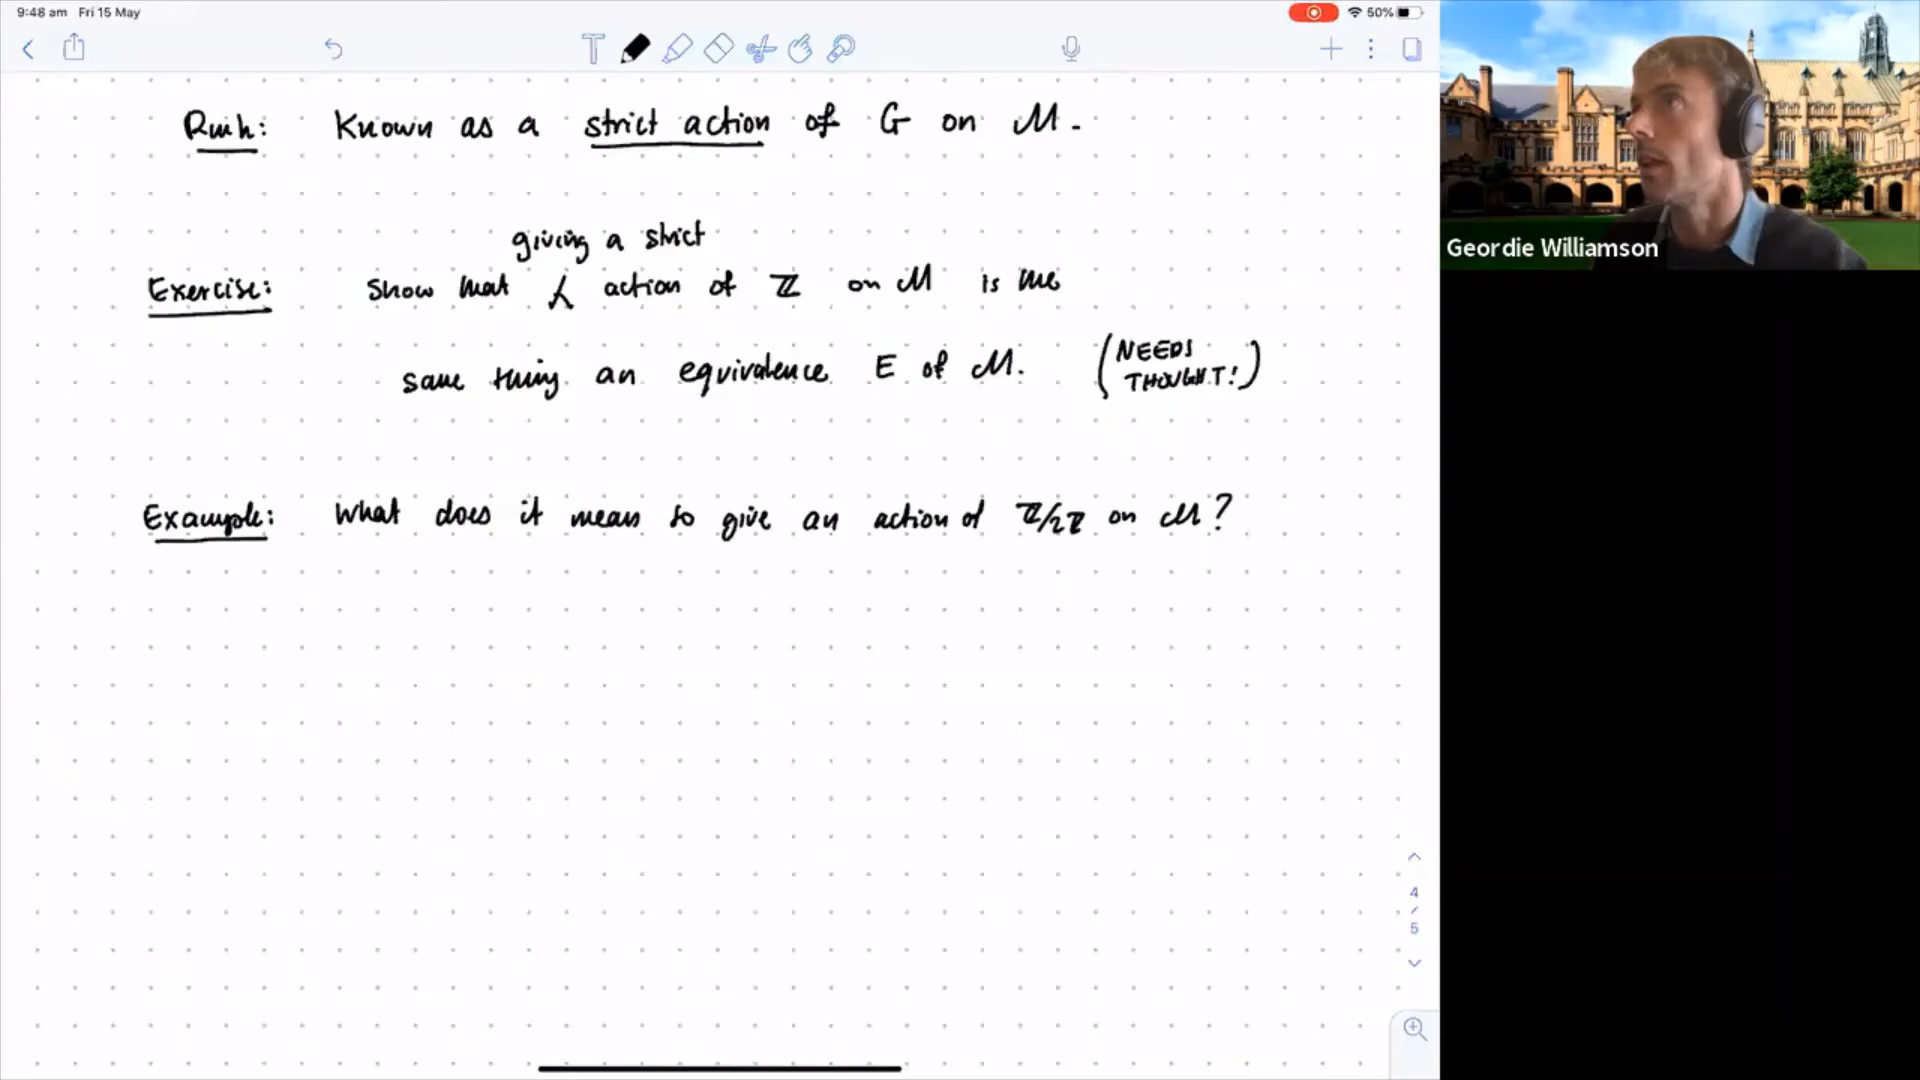 9:48 am Fri 15 May
50%
Rmk: Known as a strict action of G on M.
giving a strict
Exercise: Show that action of ℤ on M is the
same thing an equivalence E of M. (NEEDS
THOUGHT!)
Example: What does it mean to give an action of ℤ/2ℤ on M?
4
/
5
Geordie Williamson